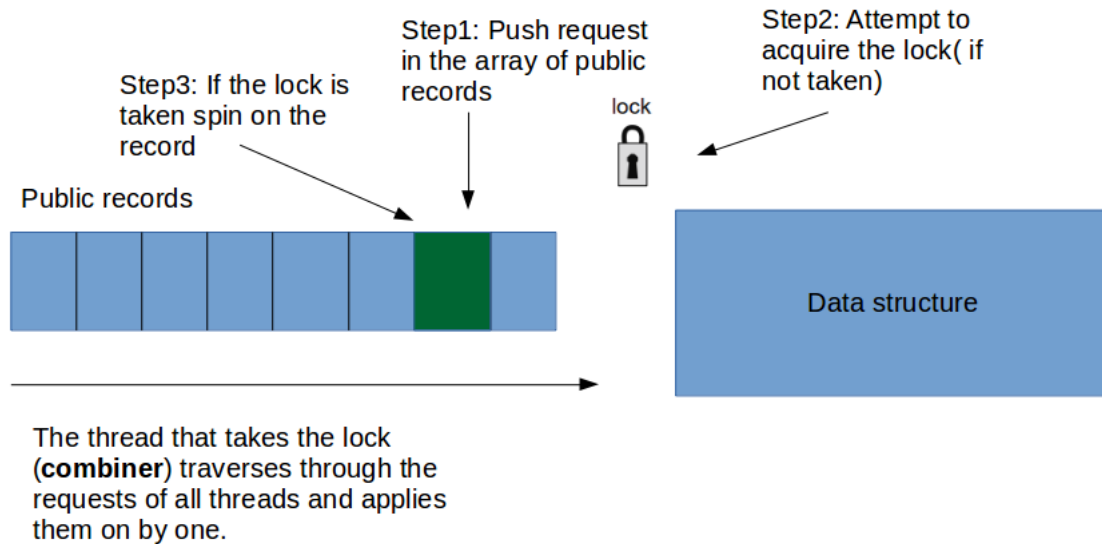 Step1: Push request
in the array of public
records
Step2: Attempt to
acquire the lock( if
not taken)
Step3: If the lock is
taken spin on the
record
lock
Public records
Data structure
The thread that takes the lock
(combiner) traverses through the
requests of all threads and applies
them on by one.